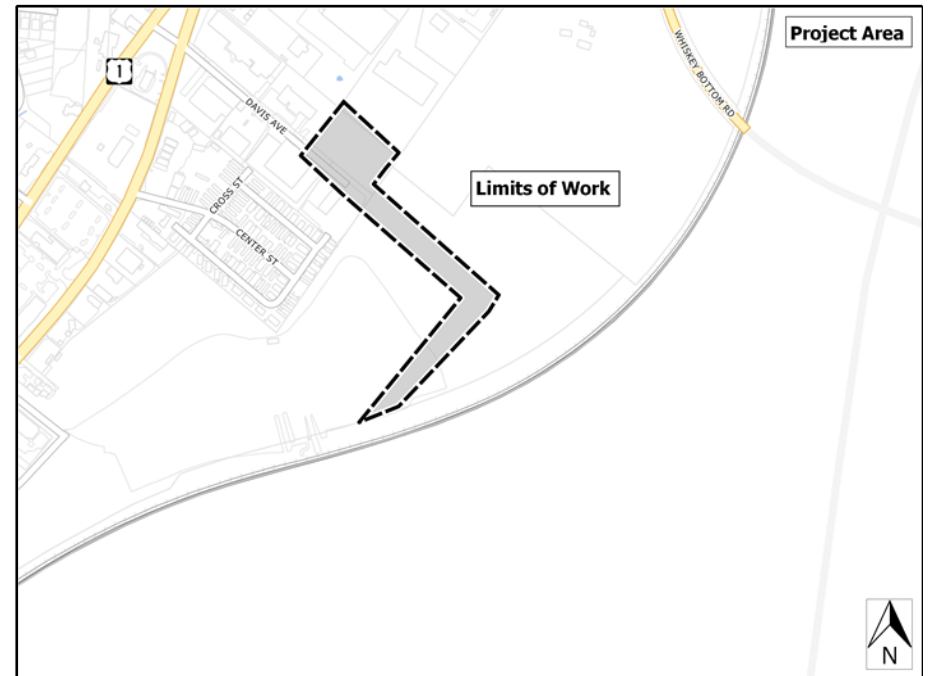 Project Area
WHISKEY BOTTOM RD
1
DAVIS AVE
Limits of Work
CROSS ST
CENTER ST
N